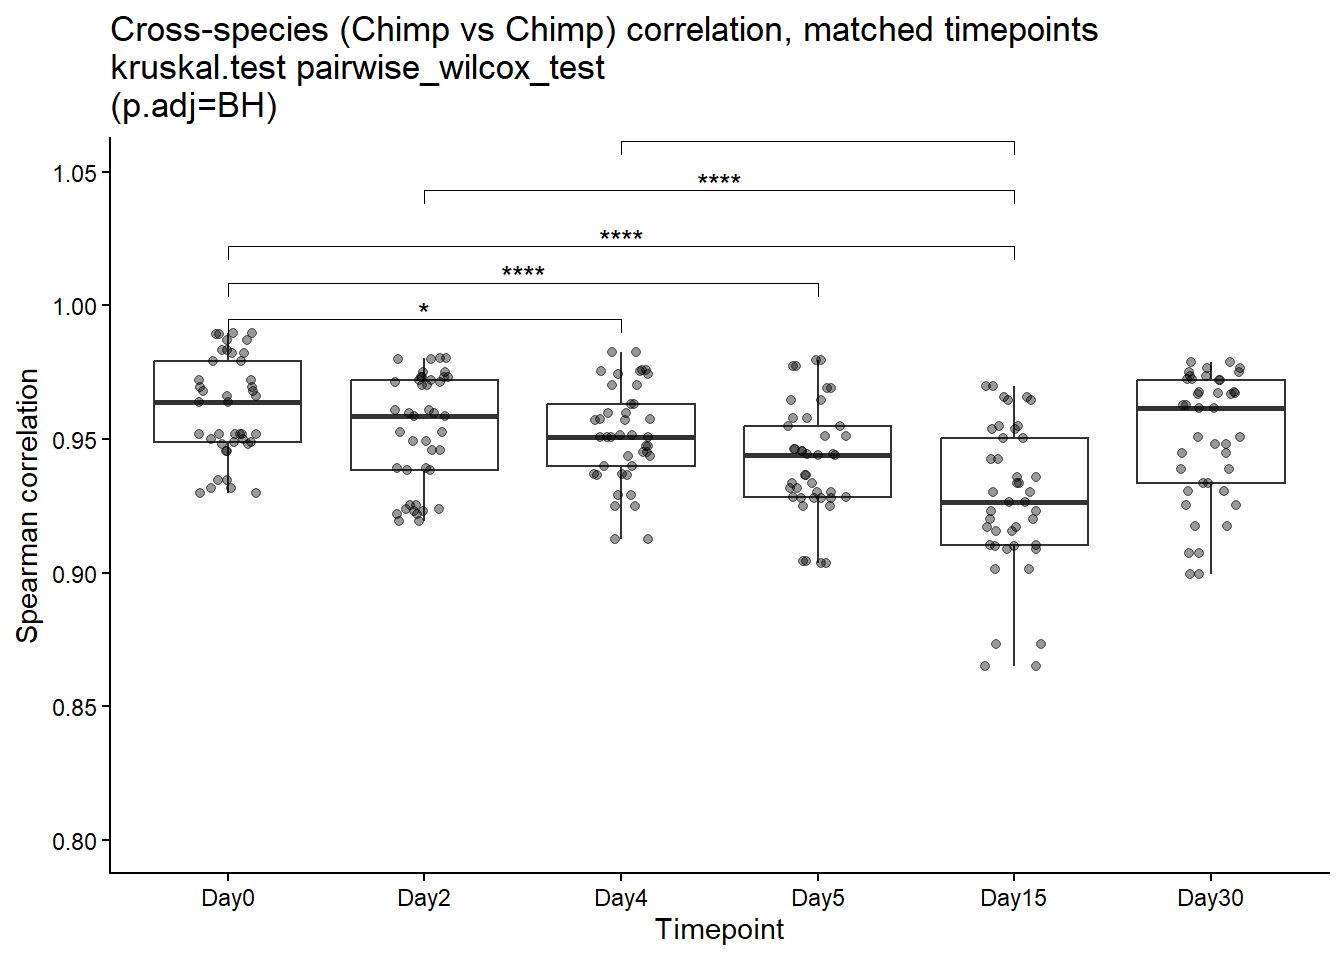 Cross-species (Chimp vs Chimp) correlation, matched timepoints
kruskal.test pairwise_wilcox_test
(p.adj=BH)
1.05
1.00
0.95
0.90
0.85
0.80
Spearman correlation
****
****
****
*
Day0 Day2 Day4 Day5 Day15 Day30
Timepoint